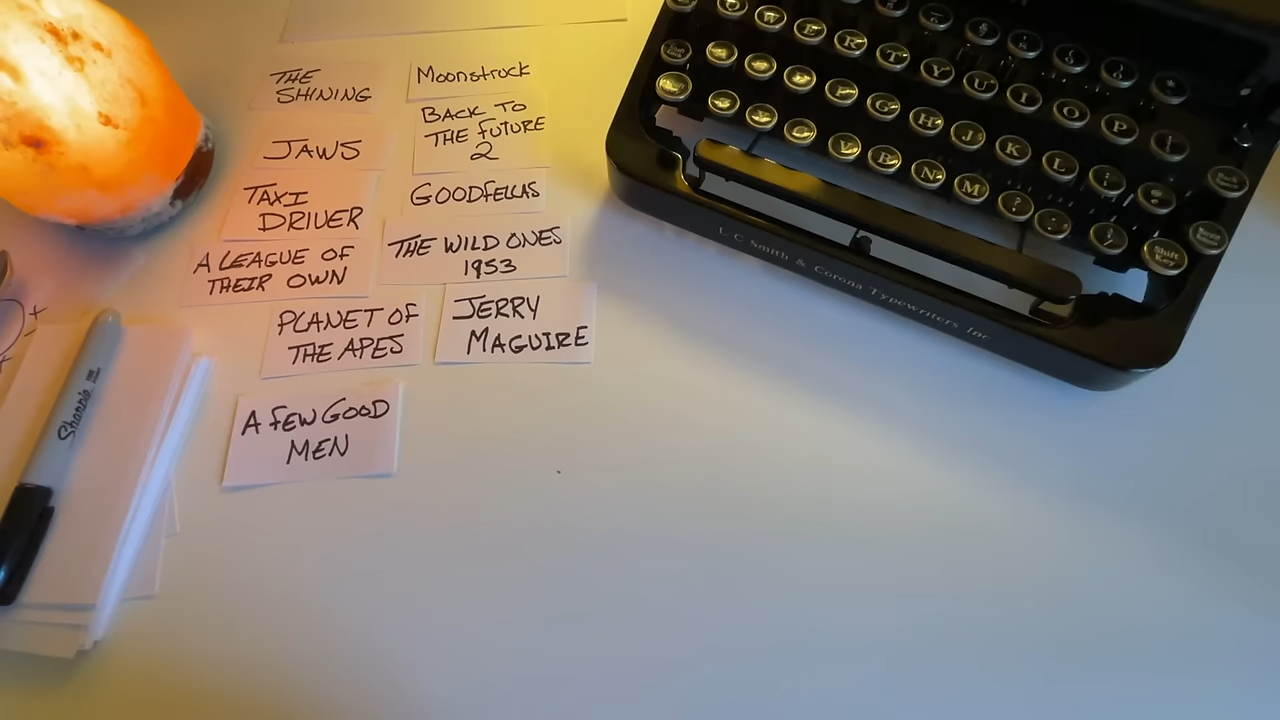 THE
SHINING
Moonstruck
BACK TO
THE FUTURE
2
JAWS
TAXI
DRIVER
GOODFELLAS
A LEAGUE OF
THEIR OWN
THE WILD ONES
1953
PLANET OF
THE APES
JERRY
MAGUIRE
A FEW GOOD
MEN
Sharpie
W E R T Y U I O P
G H J K L
C V B N M
Shift
Key
L C Smith & Corona Typewriters Inc